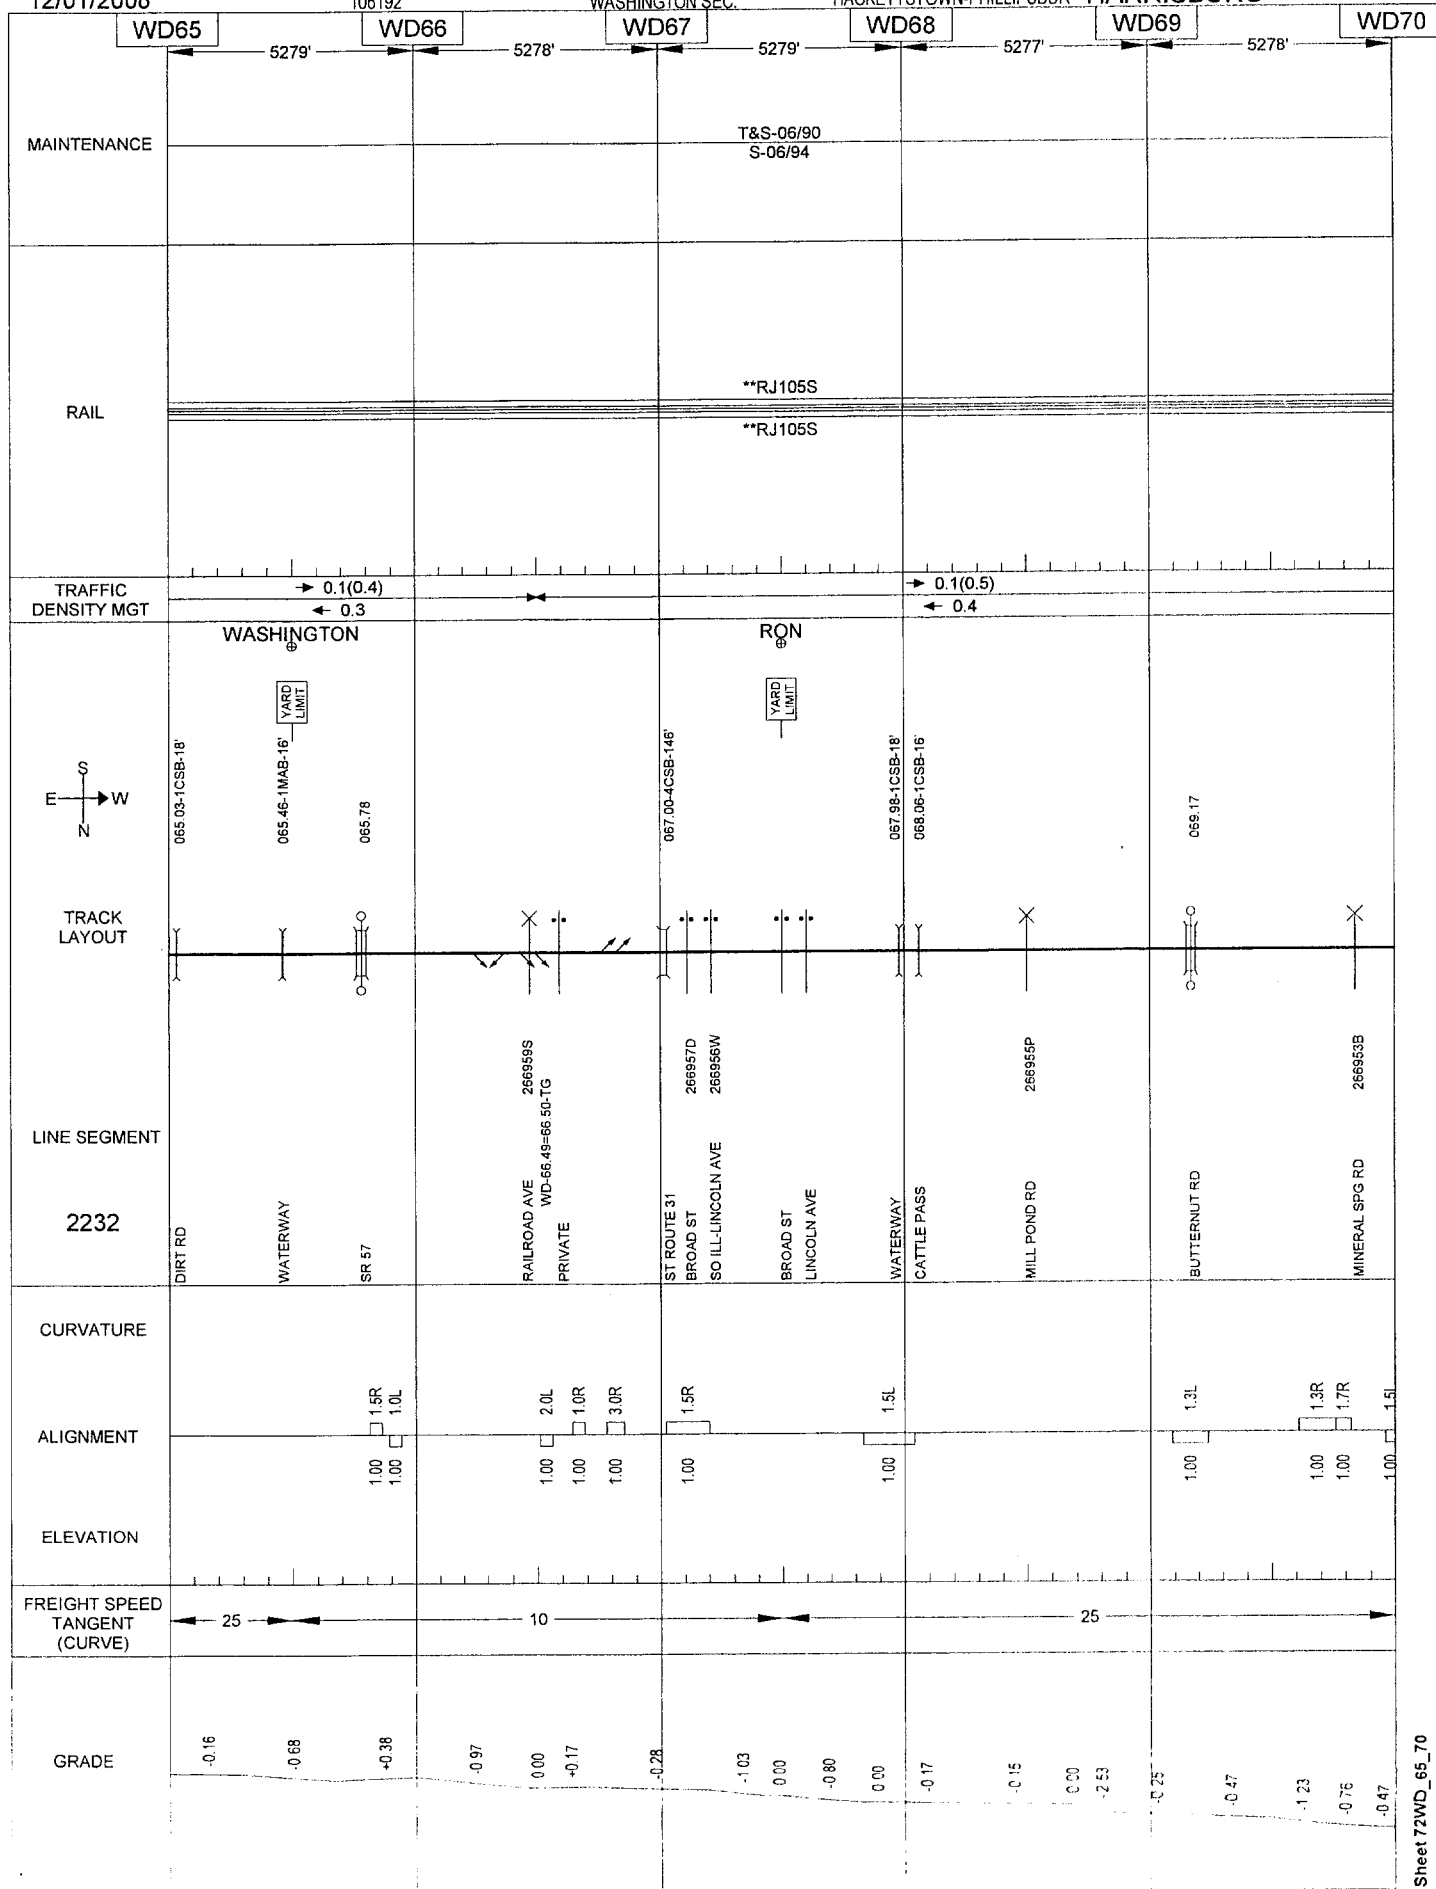 12/01/2008 106192 WASHINGTON SEC. HARRISBURG
WD65 WD66 WD67 WD68 WD69 WD70
5279' 5278' 5279' 5277' 5278'
MAINTENANCE
T&S-06/90
S-06/94
RAIL
**RJ105S
**RJ105S
TRAFFIC DENSITY MGT
0.1(0.4) 0.1(0.5)
0.3 0.4
WASHINGTON RON
YARD LIMIT YARD LIMIT
S
E W
N
065.03-1CSB-18'
065.46-1MAB-16'
065.78
067.00-4CSB-146'
067.98-1CSB-18'
068.06-1CSB-16'
069.17
TRACK LAYOUT
LINE SEGMENT
2232
DIRT RD
WATERWAY
SR 57
RAILROAD AVE 266959S
WD-66.49=66.50-TG
PRIVATE
ST ROUTE 31
BROAD ST 266957D
SO ILL-LINCOLN AVE 266956W
BROAD ST
LINCOLN AVE
WATERWAY
CATTLE PASS
MILL POND RD 266955P
BUTTERNUT RD
MINERAL SPG RD 266953B
CURVATURE
1.5R 1.0L 2.0L 1.0R 3.0R 1.5R 1.5L 1.3L 1.3R 1.7R 1.5L
ALIGNMENT
1.00 1.00 1.00 1.00 1.00 1.00 1.00 1.00 1.00 1.00 1.00
ELEVATION
FREIGHT SPEED
TANGENT
(CURVE)
25 10 25
GRADE
-0.16 -0.68 +0.38 -0.97 0.00 +0.17 -0.28 -1.03 0.00 -0.80 0.00 -0.17 -0.15 0.00 -2.53 -0.25 -0.47 -1.23 -0.76 -0.47
Sheet 72WD_65_70